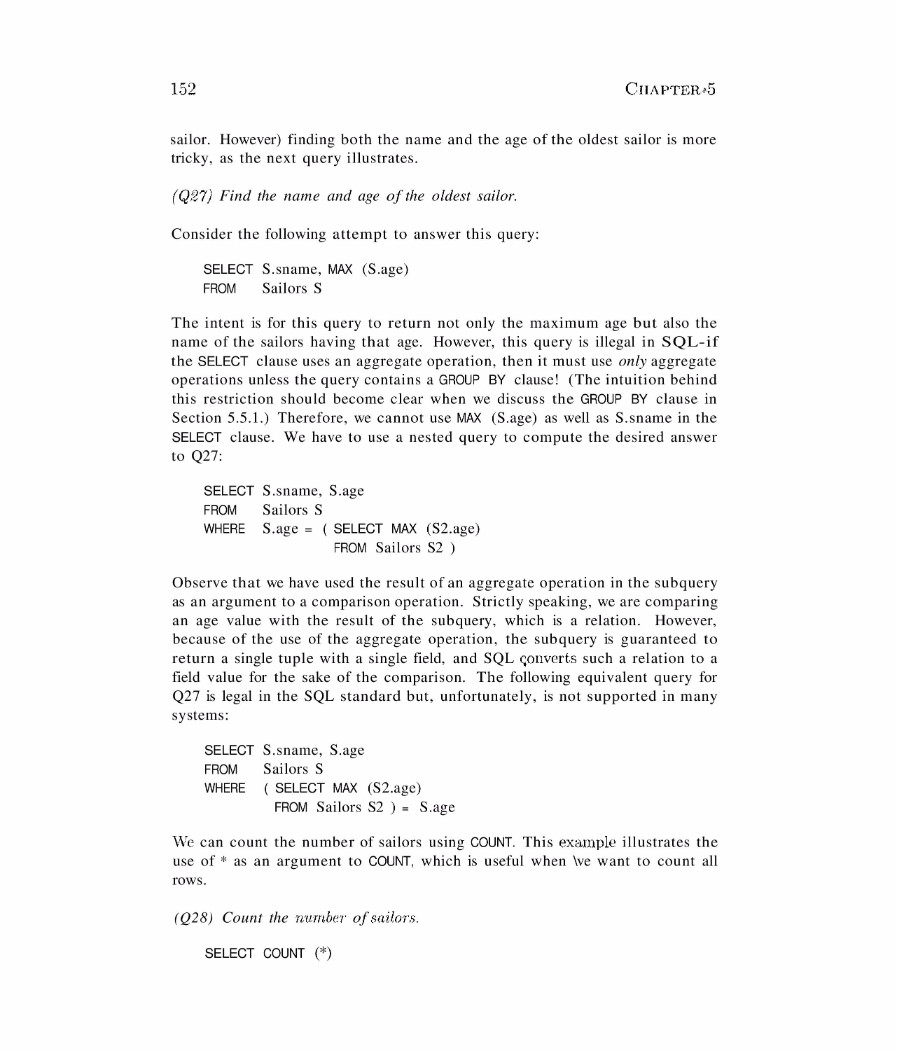 152 CHAPTER 5
sailor. However) finding both the name and the age of the oldest sailor is more
tricky, as the next query illustrates.
(Q27) Find the name and age of the oldest sailor.
Consider the following attempt to answer this query:
SELECT S.sname, MAX (S.age)
FROM Sailors S
The intent is for this query to return not only the maximum age but also the
name of the sailors having that age. However, this query is illegal in SQL-if
the SELECT clause uses an aggregate operation, then it must use only aggregate
operations unless the query contains a GROUP BY clause! (The intuition behind
this restriction should become clear when we discuss the GROUP BY clause in
Section 5.5.1.) Therefore, we cannot use MAX (S.age) as well as S.sname in the
SELECT clause. We have to use a nested query to compute the desired answer
to Q27:
SELECT S.sname, S.age
FROM Sailors S
WHERE S.age = ( SELECT MAX (S2.age)
FROM Sailors S2 )
Observe that we have used the result of an aggregate operation in the subquery
as an argument to a comparison operation. Strictly speaking, we are comparing
an age value with the result of the subquery, which is a relation. However,
because of the use of the aggregate operation, the subquery is guaranteed to
return a single tuple with a single field, and SQL converts such a relation to a
field value for the sake of the comparison. The following equivalent query for
Q27 is legal in the SQL standard but, unfortunately, is not supported in many
systems:
SELECT S.sname, S.age
FROM Sailors S
WHERE ( SELECT MAX (S2.age)
FROM Sailors S2 ) = S.age
We can count the number of sailors using COUNT. This example illustrates the
use of * as an argument to COUNT, which is useful when \ve want to count all
rows.
(Q28) Count the number of sailors.
SELECT COUNT (*)